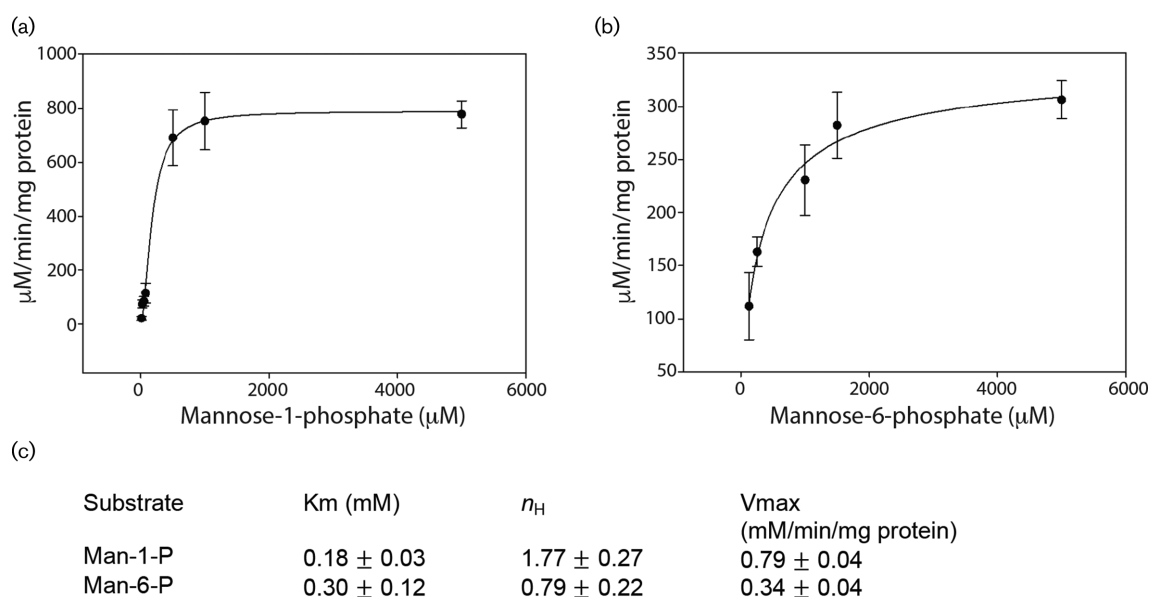 (a)
1000
800
600
400
200
0
μM/min/mg protein
0
2000
4000
6000
Mannose-1-phosphate (μM)
(b)
350
300
250
200
150
100
50
μM/min/mg protein
0
2000
4000
6000
Mannose-6-phosphate (μM)
(c)
Substrate Km (mM) nH Vmax
(mM/min/mg protein)
Man-1-P 0.18 ± 0.03 1.77 ± 0.27 0.79 ± 0.04
Man-6-P 0.30 ± 0.12 0.79 ± 0.22 0.34 ± 0.04